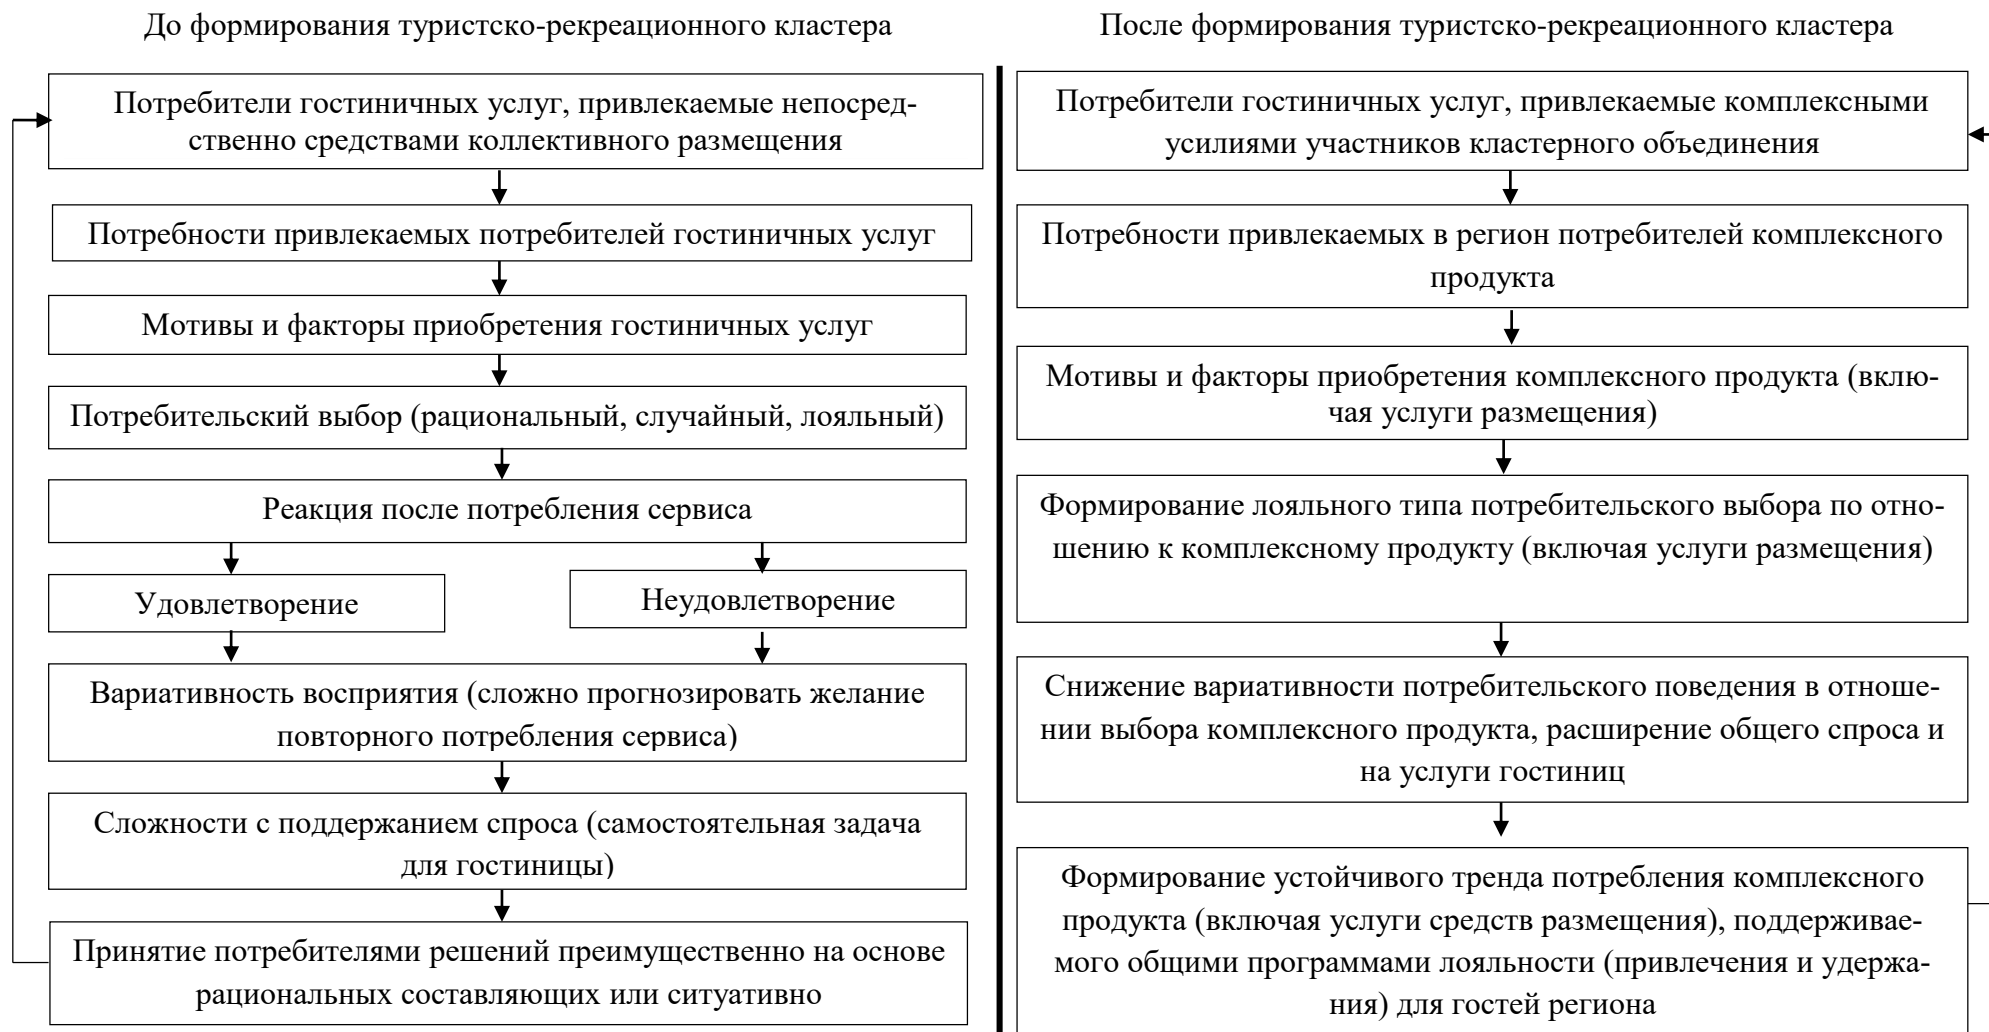 До формирования туристско-рекреационного кластера
Потребители гостиничных услуг, привлекаемые непосред-
ственно средствами коллективного размещения
Потребности привлекаемых потребителей гостиничных услуг
Мотивы и факторы приобретения гостиничных услуг
Потребительский выбор (рациональный, случайный, лояльный)
Реакция после потребления сервиса
Удовлетворение
Неудовлетворение
Вариативность восприятия (сложно прогнозировать желание
повторного потребления сервиса)
Сложности с поддержанием спроса (самостоятельная задача
для гостиницы)
Принятие потребителями решений преимущественно на основе
рациональных составляющих или ситуативно
После формирования туристско-рекреационного кластера
Потребители гостиничных услуг, привлекаемые комплексными
усилиями участников кластерного объединения
Потребности привлекаемых в регион потребителей комплексного
продукта
Мотивы и факторы приобретения комплексного продукта (вклю-
чая услуги размещения)
Формирование лояльного типа потребительского выбора по отно-
шению к комплексному продукту (включая услуги размещения)
Снижение вариативности потребительского поведения в отноше-
нии выбора комплексного продукта, расширение общего спроса и
на услуги гостиниц
Формирование устойчивого тренда потребления комплексного
продукта (включая услуги средств размещения), поддерживае-
мого общими программами лояльности (привлечения и удержа-
ния) для гостей региона